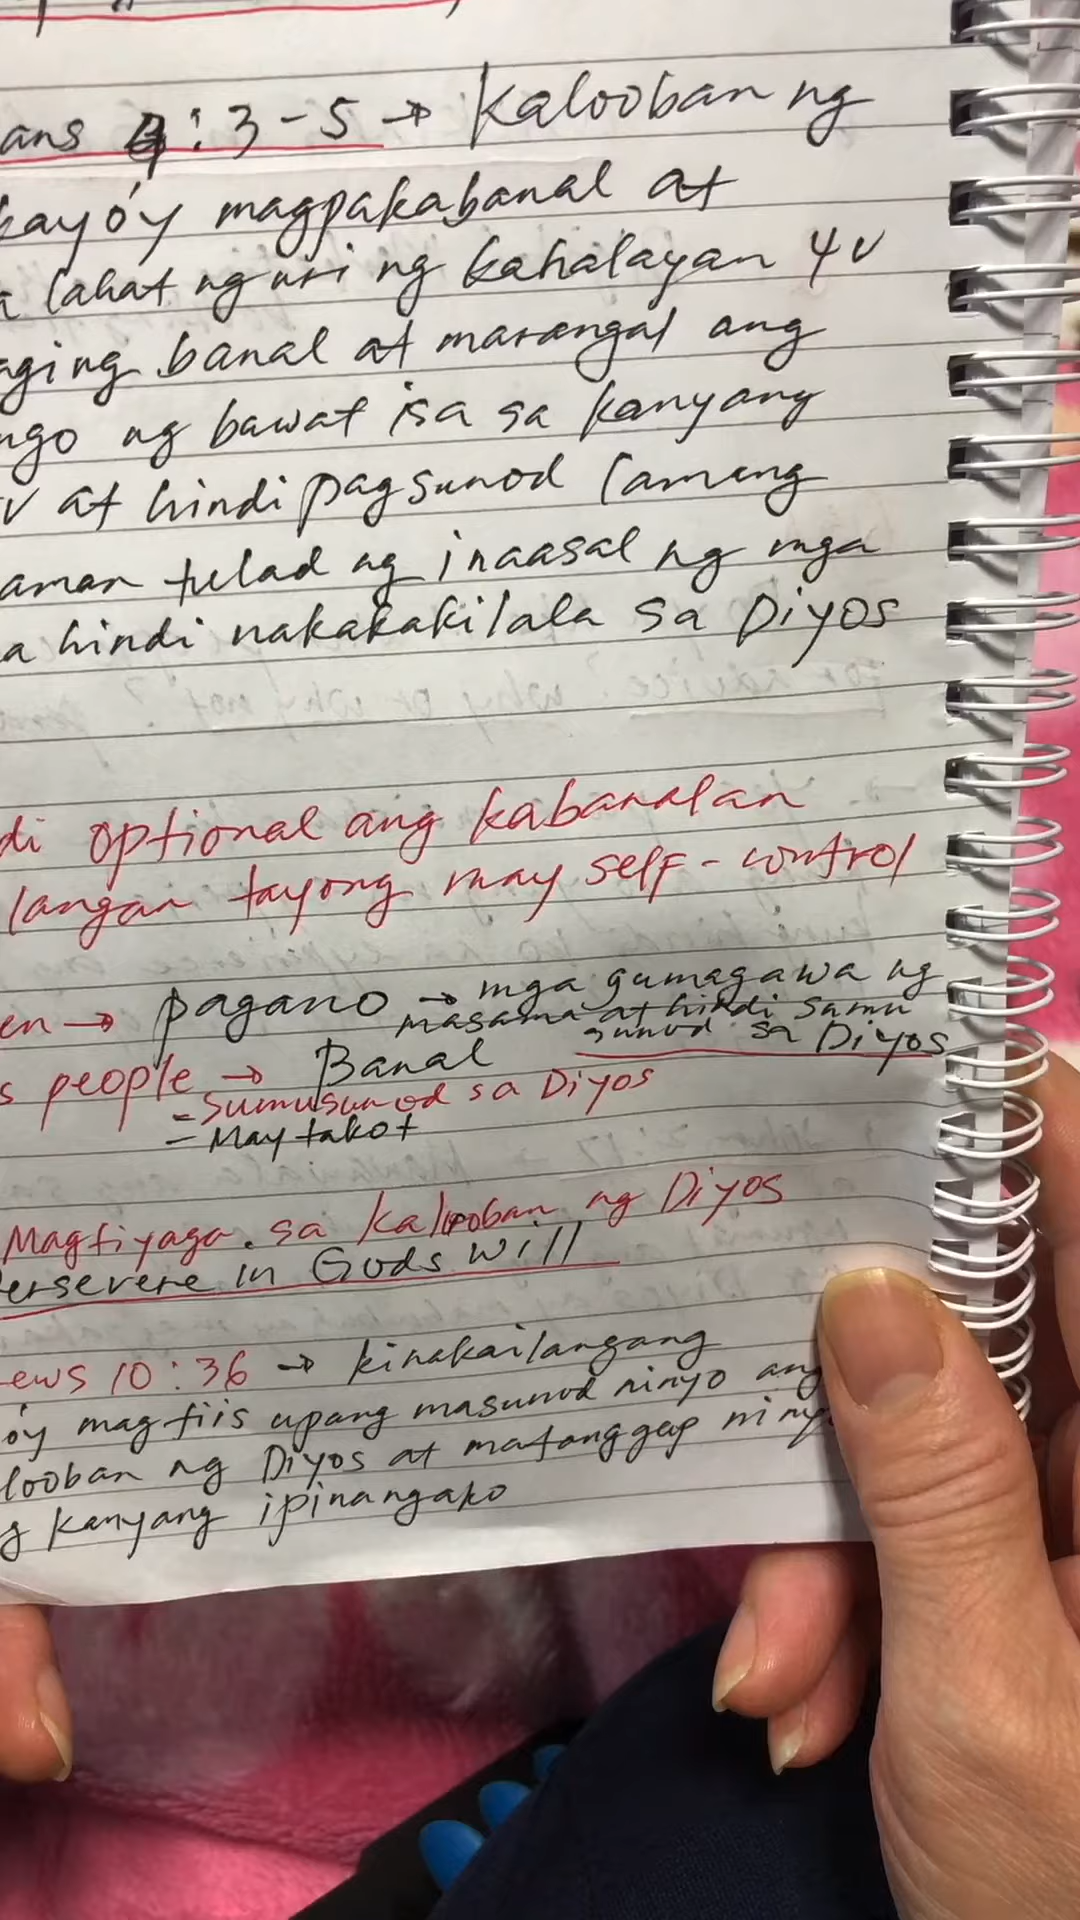 ans 4:3-5 → Kalooban ng
kayo'y magpakabanal at
a lahat ng uri ng kahalayan 4v
aging banal at marangal ang
ngo ng bawat isa sa kanyang
v at hindi pagsunod lamang
aman tulad ng inaasal ng mga
a hindi nakakakilala sa Diyos
di optional ang kabanalan
langan tayong may self-control
en → pagano → mga gumagawa ng
masama at hindi sumu
sunod sa Diyos
s people → Banal
= Sumusunod sa Diyos
= May takot
Magtiyaga sa kalooban ng Diyos
Persevere in Gods will
ews 10:36 → kinakailangang
oy magtiis upang masunod ninyo ang
looban ng Diyos at matanggap ninyo
g kanyang ipinangako